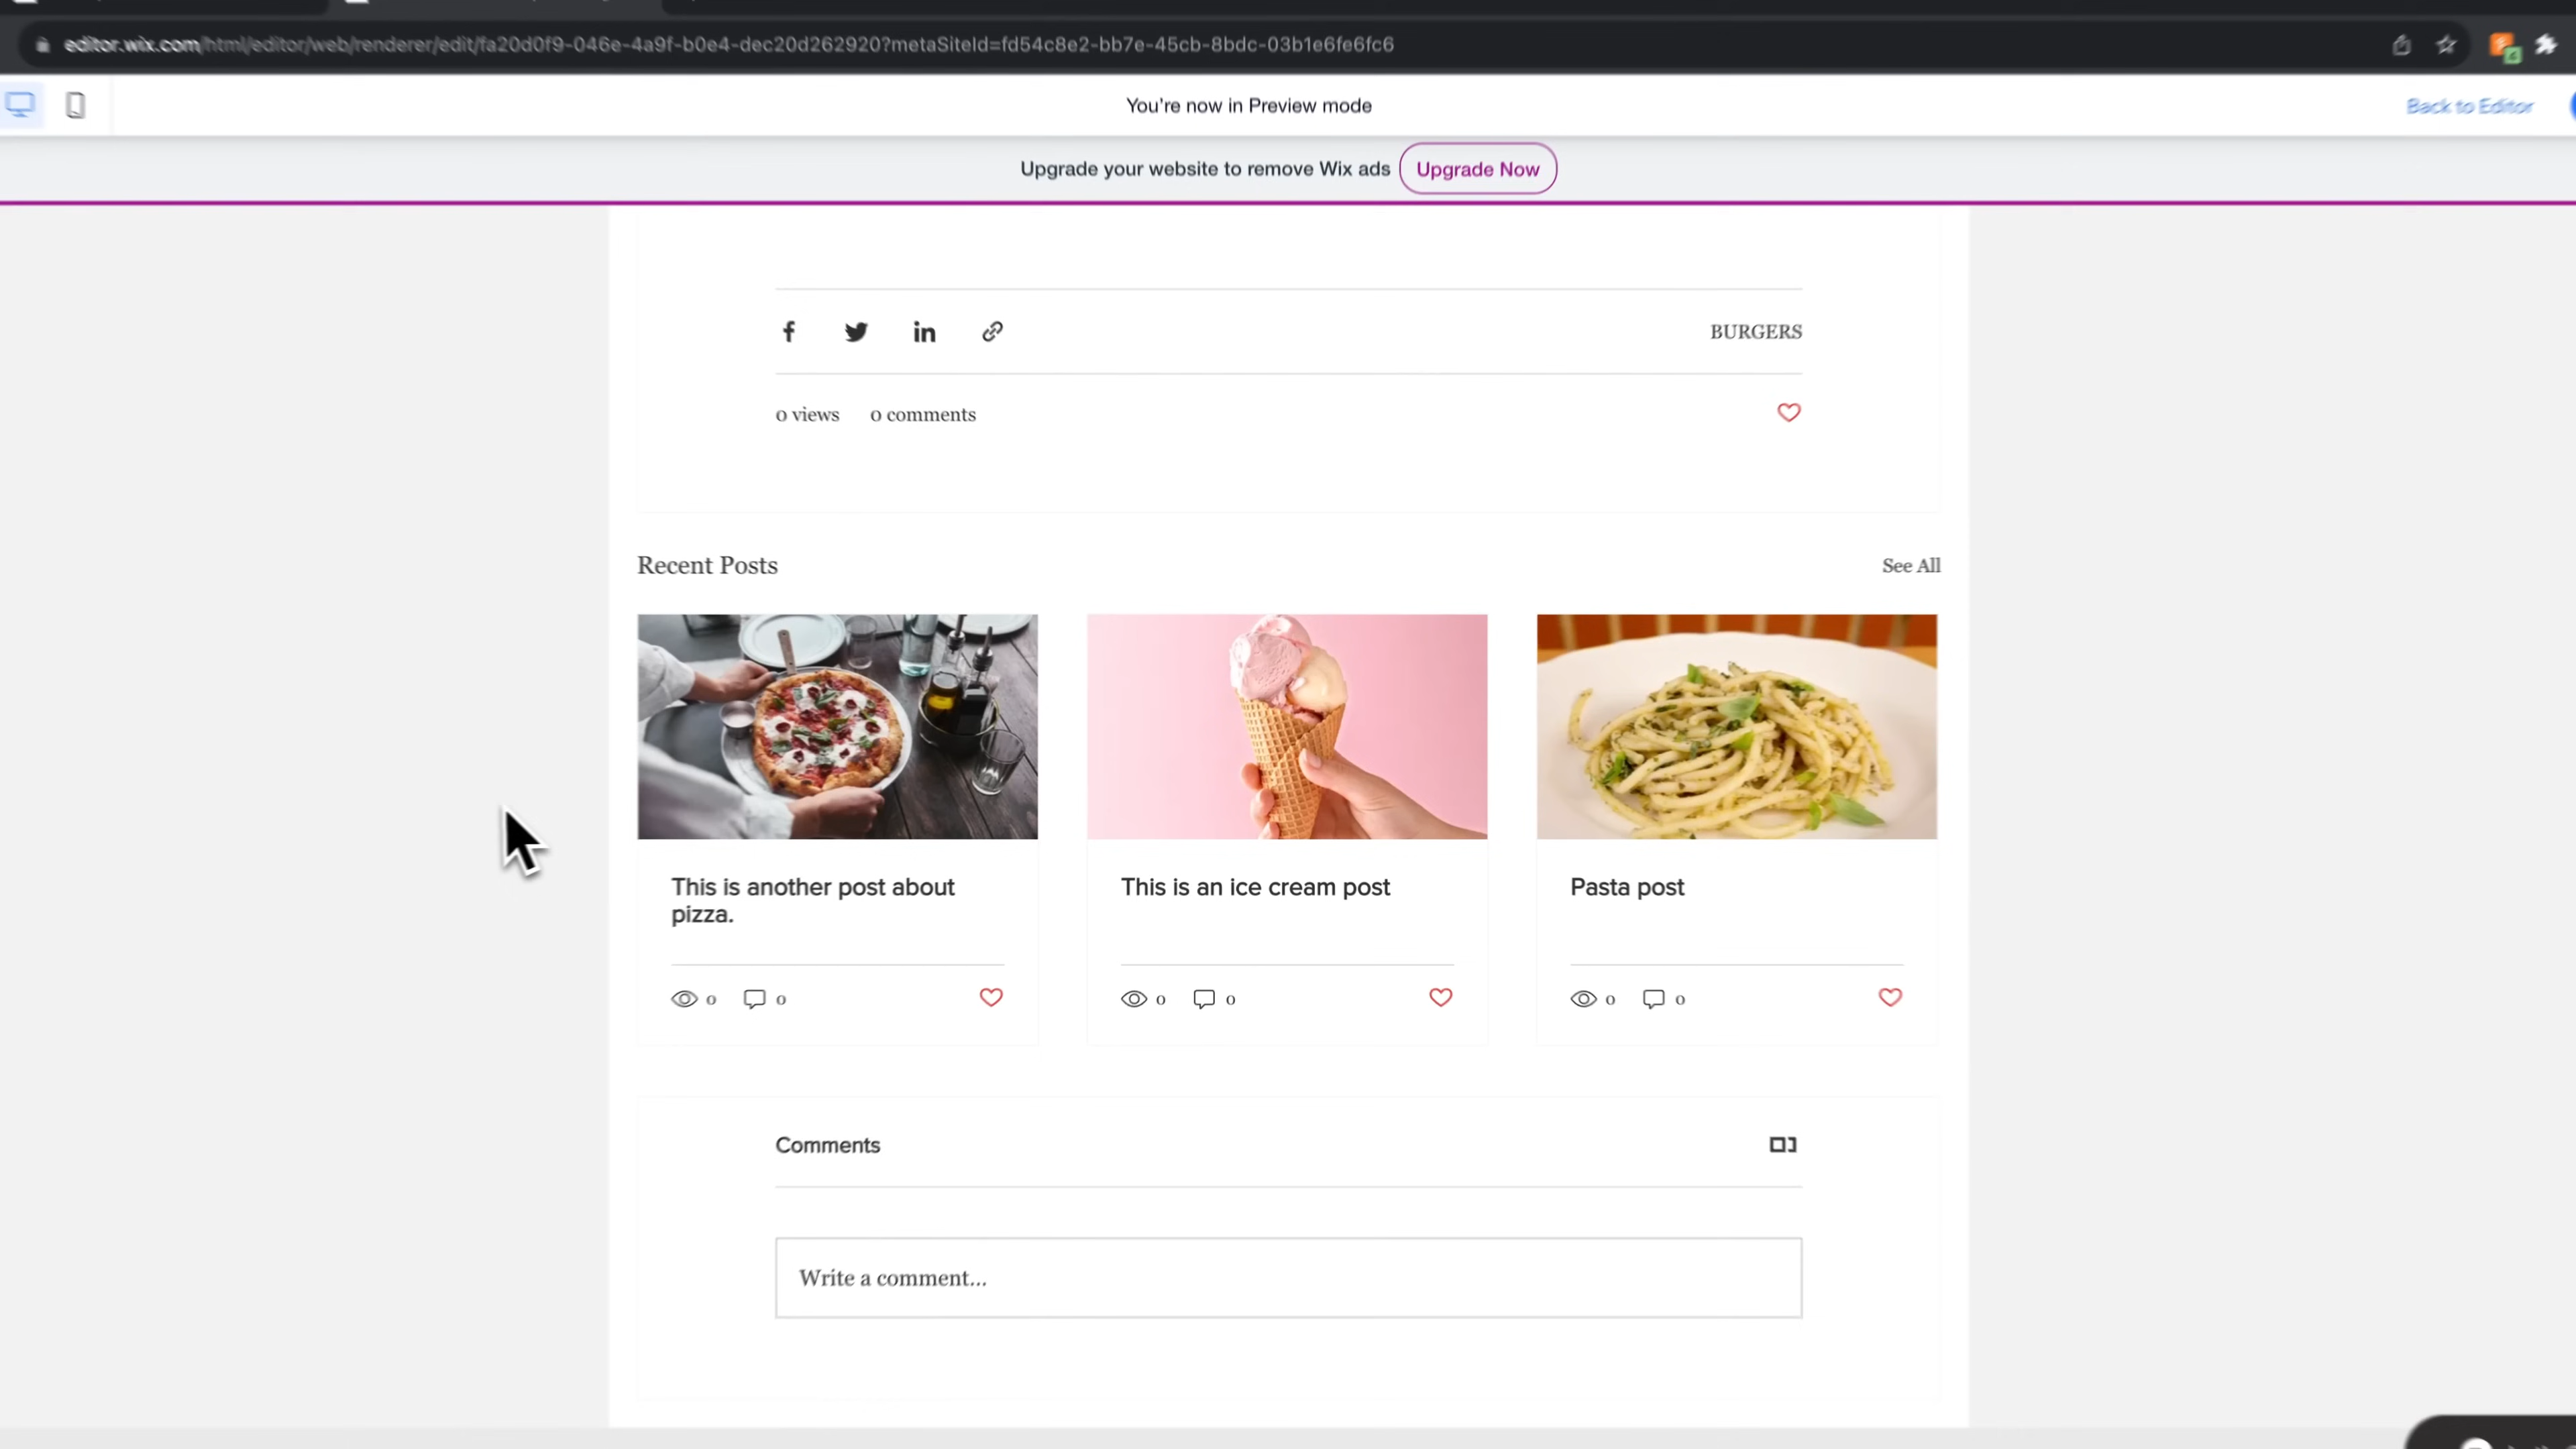 editor.wix.com/html/editor/web/renderer/edit/fa20d0f9-046e-4a9f-b0e4-dec20d262920?metaSiteId=fd54c8e2-bb7e-45cb-8bdc-03b1e6fe6fc6
You're now in Preview mode
Back to Editor
Upgrade your website to remove Wix ads Upgrade Now
BURGERS
0 views 0 comments
Recent Posts
See All
This is another post about
pizza.
0 0
This is an ice cream post
0 0
Pasta post
0 0
Comments
Write a comment...